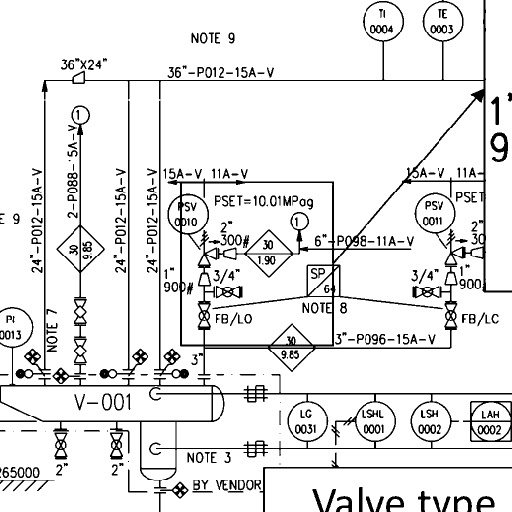 TI
0004
TE
0003
NOTE 9
36"X24"
36"-P012-15A-V
1
1"
9
15A-V 11A-V
15A-V 11A-
2-P088-15A-V
24"-P012-15A-V
24"-P012-15A-V
24"-P012-15A-V
PSV
0010
PSET=10.01MPag
PSV
0011
PSET
E 9
2"
300#
1
30
1.90
6"-P098-11A-V
2"
30
30
9.85
1"
900#
3/4"
SP
64
3/4"
1"
900#
NOTE 8
FB/LO
FB/LC
PI
0013
NOTE 7
3"
30
9.85
3"-P096-15A-V
V-001
LG
0031
LSHL
0001
LSH
0002
LAH
0002
265000
2"
2"
NOTE 3
BY VENDOR
Valve type